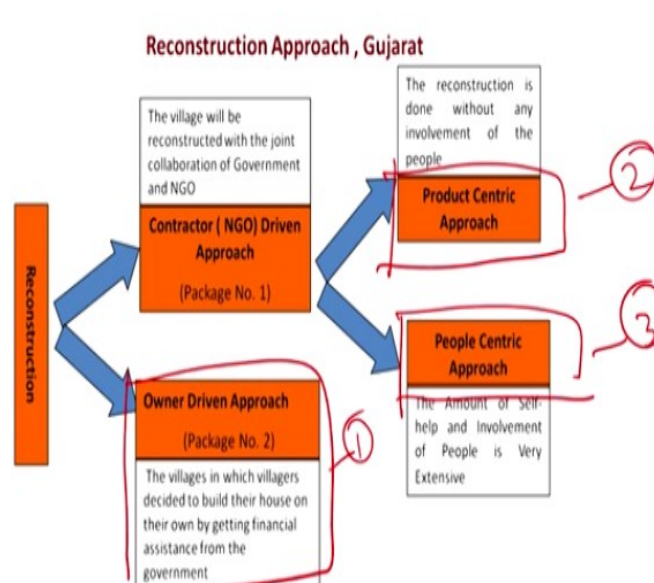 Reconstruction Approach , Gujarat
The village will be
reconstructed with the joint
collaboration of Government
and NGO
Contractor ( NGO) Driven
Approach
(Package No. 1)
The reconstruction is
done without any
involvement of the
people
Product Centric
Approach
2
Reconstruction
People Centric
Approach
3
The Amount of Self-
help and Involvement
of People is Very
Extensive
Owner Driven Approach
(Package No. 2)
1
The villages in which villagers
decided to build their house on
their own by getting financial
assistance from the
government